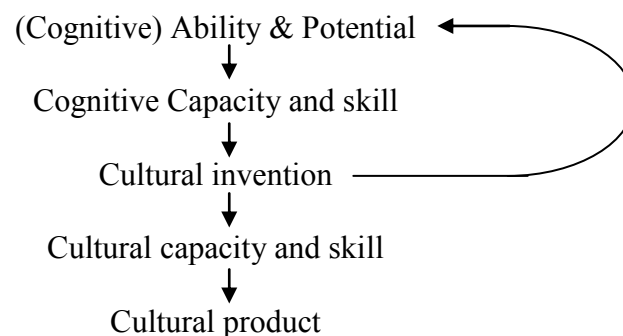 (Cognitive) Ability & Potential
Cognitive Capacity and skill
Cultural invention
Cultural capacity and skill
Cultural product